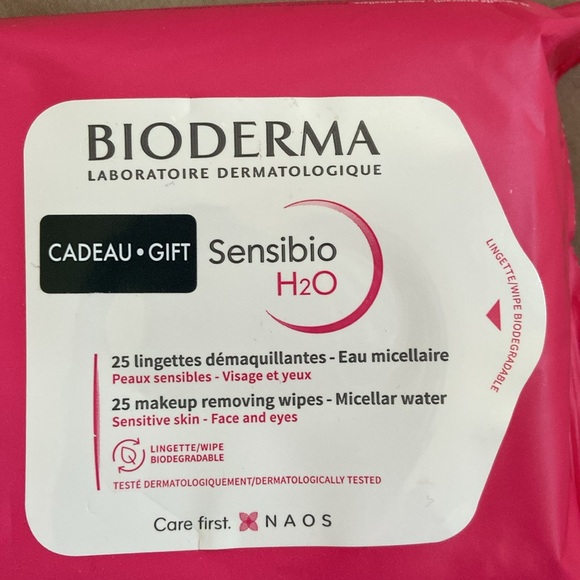 BIODERMA
LABORATOIRE DERMATOLOGIQUE
CADEAU • GIFT
Sensibio
H2O
LINGETTE/WIPE BIODEGRADABLE
25 lingettes démaquillantes - Eau micellaire
Peaux sensibles - Visage et yeux
25 makeup removing wipes - Micellar water
Sensitive skin - Face and eyes
LINGETTE/WIPE
BIODEGRADABLE
TESTÉ DERMATOLOGIQUEMENT/DERMATOLOGICALLY TESTED
Care first. NAOS